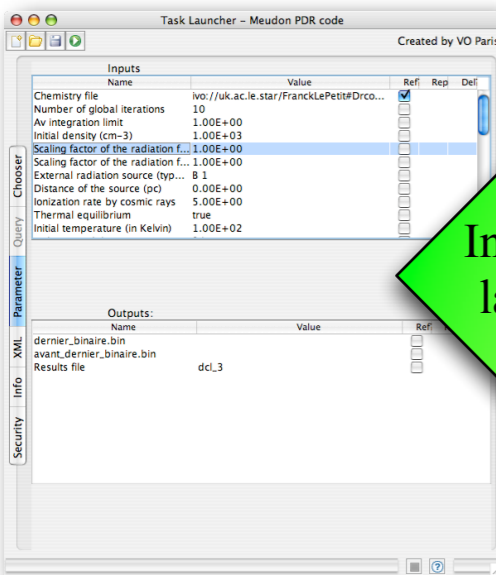 Task Launcher – Meudon PDR code
Created by VO Paris
Inputs
Name Value Ref Rep Del
Chemistry file ivo://uk.ac.le.star/FranckLePetit#Drco...
Number of global iterations 10
Av integration limit 1.00E+00
Initial density (cm-3) 1.00E+03
Scaling factor of the radiation f... 1.00E+00
Scaling factor of the radiation f... 1.00E+00
External radiation source (typ... B 1
Distance of the source (pc) 0.00E+00
Ionization rate by cosmic rays 5.00E+00
Thermal equilibrium true
Initial temperature (in Kelvin) 1.00E+02
Chooser
Query
Parameter
XML
Info
Security
Outputs:
Name Value Ref
dernier_binaire.bin
avant_dernier_binaire.bin
Results file dcl_3